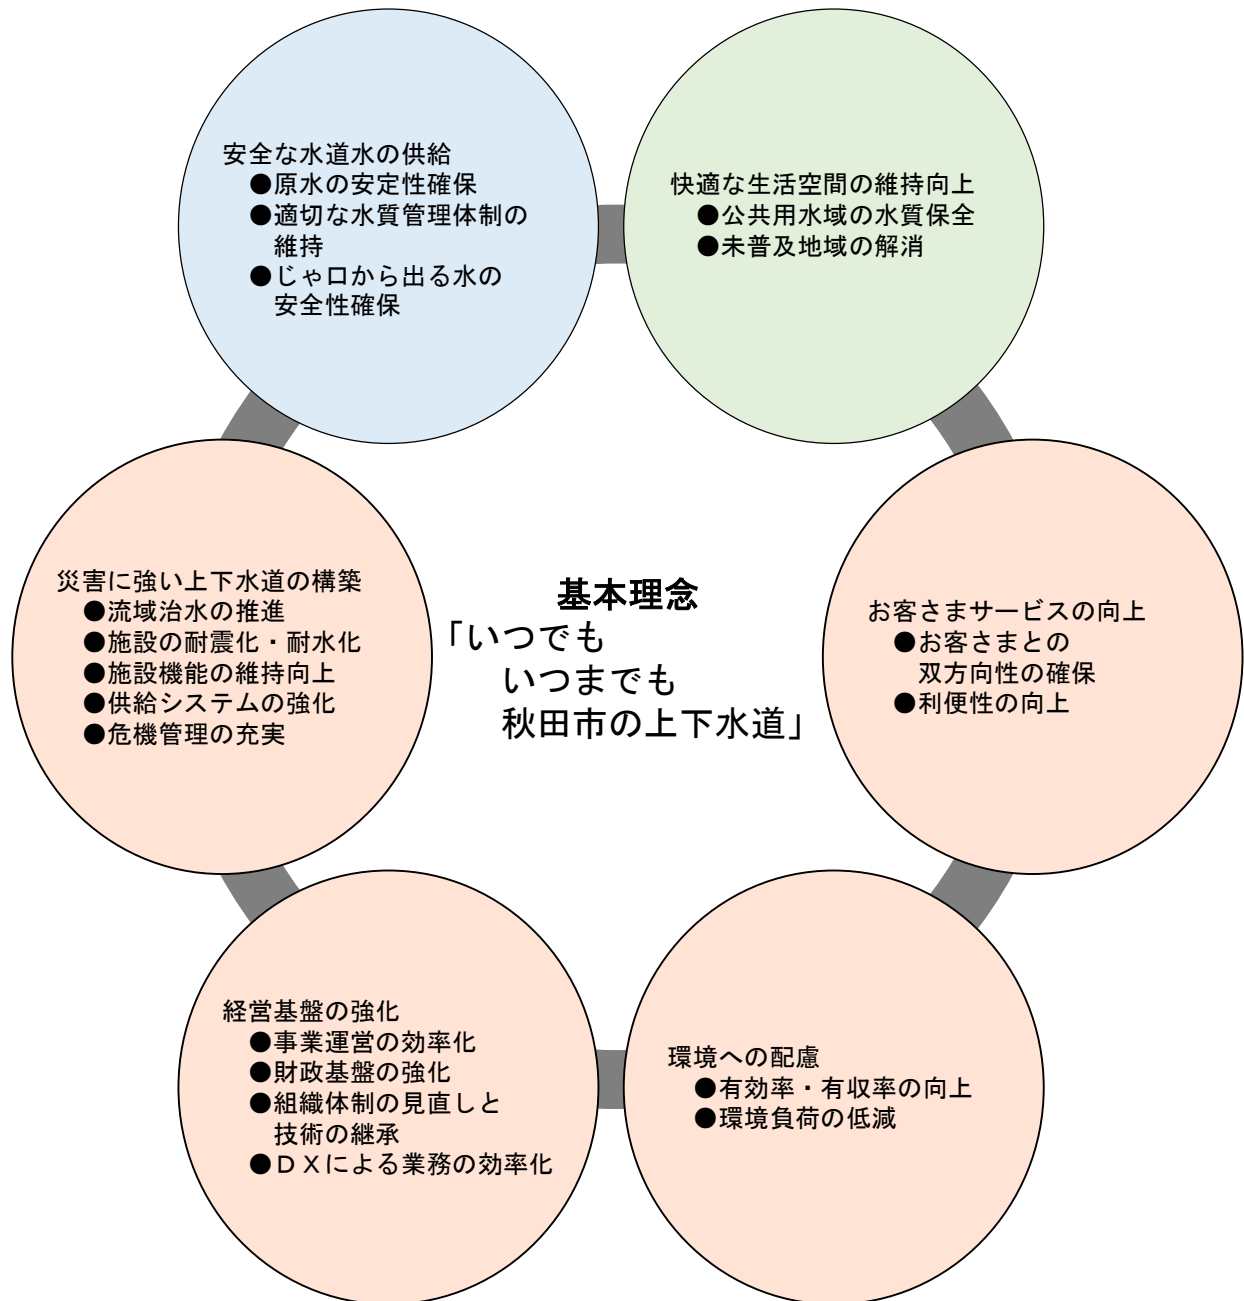 安全な水道水の供給
●原水の安定性確保
●適切な水質管理体制の
維持
●じゃ口から出る水の
安全性確保
快適な生活空間の維持向上
●公共用水域の水質保全
●未普及地域の解消
災害に強い上下水道の構築
●流域治水の推進
●施設の耐震化・耐水化
●施設機能の維持向上
●供給システムの強化
●危機管理の充実
基本理念
「いつでも
いつまでも
秋田市の上下水道」
お客さまサービスの向上
●お客さまとの
双方向性の確保
●利便性の向上
経営基盤の強化
●事業運営の効率化
●財政基盤の強化
●組織体制の見直しと
技術の継承
●ＤＸによる業務の効率化
環境への配慮
●有効率・有収率の向上
●環境負荷の低減